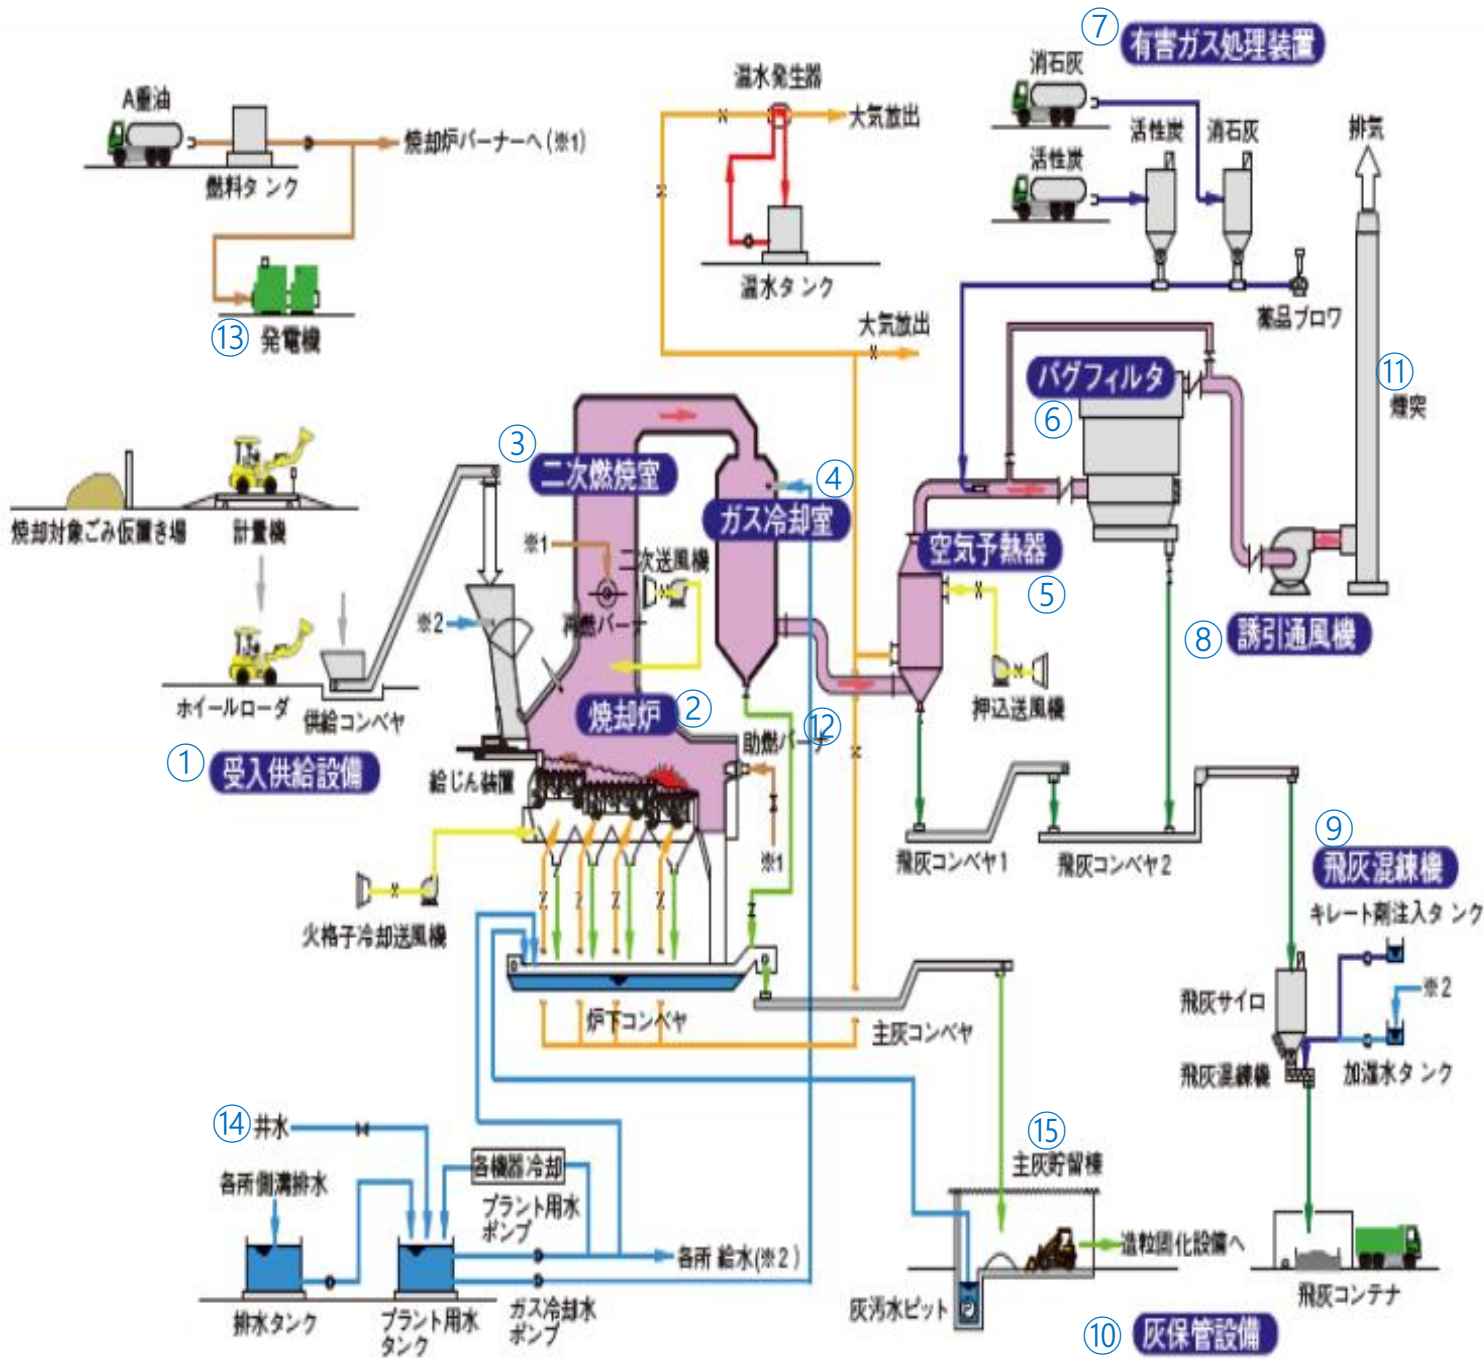 ⑦ 有害ガス処理装置
消石灰
温水発生器
A重油
大気放出
活性炭 消石灰
排気
焼却炉バーナーへ(※1)
活性炭
燃料タンク
温水タンク
薬品ブロワ
大気放出
⑬ 発電機
バグフィルタ
⑥
⑪
煙突
③
二次燃焼室
④
ガス冷却室
焼却対象ごみ仮置き場
計量機
※1
二次送風機
空気予熱器
⑤
※2
再燃バーナ
⑧ 誘引通風機
ホイールローダ
供給コンベヤ
焼却炉 ②
押込送風機
⑫
助燃バーナ
① 受入供給設備
給じん装置
⑨
※1
飛灰コンベヤ1
飛灰コンベヤ2
飛灰混練機
キレート剤注入タンク
火格子冷却送風機
飛灰サイロ
※2
炉下コンベヤ
主灰コンベヤ
飛灰混練機
加湿水タンク
⑭ 井水
⑮
主灰貯留棟
各所側溝排水
各機器冷却
プラント用水
ポンプ
各所 給水(※2)
造粒固化設備へ
排水タンク
プラント用水
タンク
ガス冷却水
ポンプ
灰汚水ピット
飛灰コンテナ
⑩ 灰保管設備